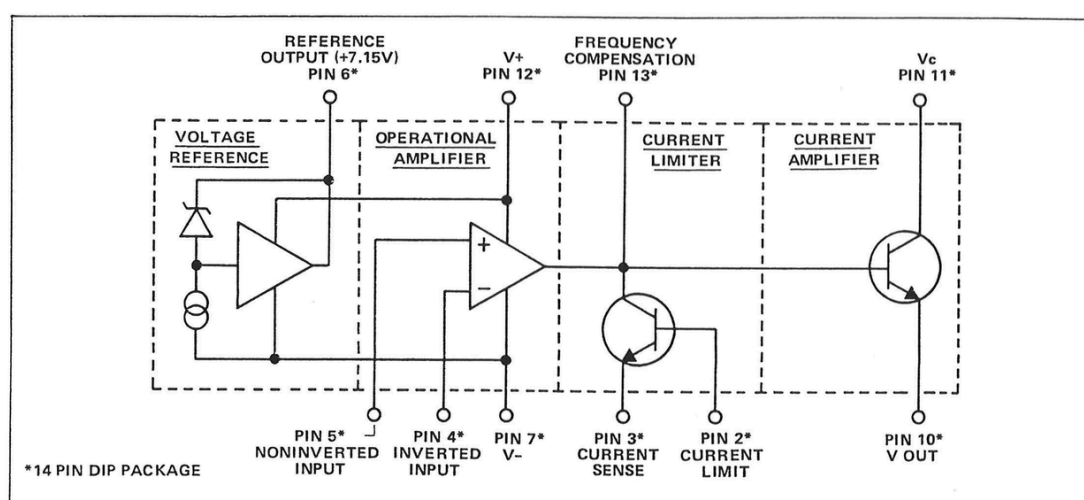 REFERENCE
OUTPUT (+7.15V)
PIN 6*
V+
PIN 12*
FREQUENCY
COMPENSATION
PIN 13*
Vc
PIN 11*
VOLTAGE
REFERENCE
OPERATIONAL
AMPLIFIER
CURRENT
LIMITER
CURRENT
AMPLIFIER
+
−
PIN 5*
NONINVERTED
INPUT
PIN 4*
INVERTED
INPUT
PIN 7*
V−
PIN 3*
CURRENT
SENSE
PIN 2*
CURRENT
LIMIT
PIN 10*
V OUT
*14 PIN DIP PACKAGE